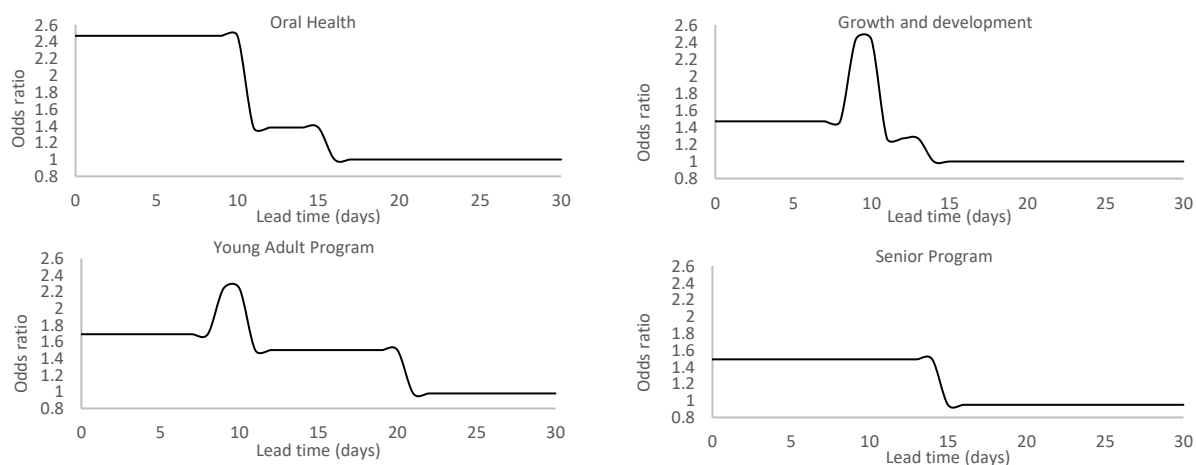 Oral Health
Odds ratio
2.6
2.4
2.2
2
1.8
1.6
1.4
1.2
1
0.8
0 5 10 15 20 25 30
Lead time (days)
Growth and development
Odds ratio
2.6
2.4
2.2
2
1.8
1.6
1.4
1.2
1
0.8
0 5 10 15 20 25 30
Lead time (days)
Young Adult Program
Odds ratio
2.6
2.4
2.2
2
1.8
1.6
1.4
1.2
1
0.8
0 5 10 15 20 25 30
Lead time (days)
Senior Program
Odds ratio
2.6
2.4
2.2
2
1.8
1.6
1.4
1.2
1
0.8
0 5 10 15 20 25 30
Lead time (days)